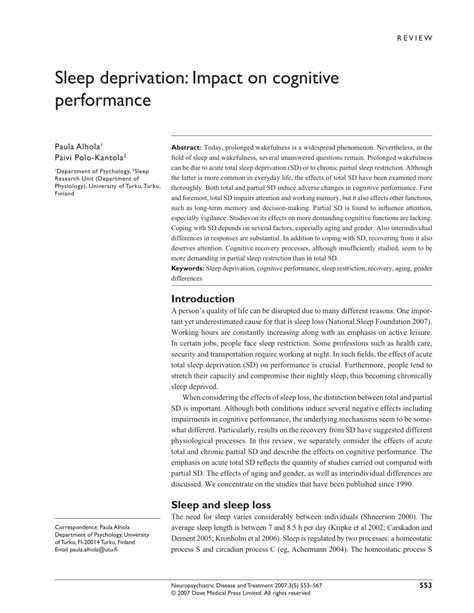 REVIEW
Sleep deprivation: Impact on cognitive
performance
Paula Alhola¹
Päivi Polo-Kantola²
¹Department of Psychology, ²Sleep
Research Unit (Department of
Physiology), University of Turku, Turku,
Finland
Abstract: Today, prolonged wakefulness is a widespread phenomenon. Nevertheless, in the
field of sleep and wakefulness, several unanswered questions remain. Prolonged wakefulness
can be due to acute total sleep deprivation (SD) or to chronic partial sleep restriction. Although
the latter is more common in everyday life, the effects of total SD have been examined more
thoroughly. Both total and partial SD induce adverse changes in cognitive performance. First
and foremost, total SD impairs attention and working memory, but it also affects other functions,
such as long-term memory and decision-making. Partial SD is found to influence attention,
especially vigilance. Studies on its effects on more demanding cognitive functions are lacking.
Coping with SD depends on several factors, especially aging and gender. Also interindividual
differences in responses are substantial. In addition to coping with SD, recovering from it also
deserves attention. Cognitive recovery processes, although insufficiently studied, seem to be
more demanding in partial sleep restriction than in total SD.
Keywords: Sleep deprivation, cognitive performance, sleep restriction, recovery, aging, gender
differences
Introduction
A person's quality of life can be disrupted due to many different reasons. One impor-
tant yet underestimated cause for that is sleep loss (National Sleep Foundation 2007).
Working hours are constantly increasing along with an emphasis on active leisure.
In certain jobs, people face sleep restriction. Some professions such as health care,
security and transportation require working at night. In such fields, the effect of acute
total sleep deprivation (SD) on performance is crucial. Furthermore, people tend to
stretch their capacity and compromise their nightly sleep, thus becoming chronically
sleep deprived.
When considering the effects of sleep loss, the distinction between total and partial
SD is important. Although both conditions induce several negative effects including
impairments in cognitive performance, the underlying mechanisms seem to be some-
what different. Particularly, results on the recovery from SD have suggested different
physiological processes. In this review, we separately consider the effects of acute
total and chronic partial SD and describe the effects on cognitive performance. The
emphasis on acute total SD reflects the quantity of studies carried out compared with
partial SD. The effects of aging and gender, as well as interindividual differences are
discussed. We concentrate on the studies that have been published since 1990.
Sleep and sleep loss
The need for sleep varies considerably between individuals (Shneerson 2000). The
average sleep length is between 7 and 8.5 h per day (Kripke et al 2002; Carskadon and
Dement 2005; Kronholm et al 2006). Sleep is regulated by two processes: a homeostatic
process S and circadian process C (eg, Achermann 2004). The homeostatic process S
Correspondence: Paula Alhola
Department of Psychology, University
of Turku, FI-20014 Turku, Finland
Email paula.alhola@utu.fi
Neuropsychiatric Disease and Treatment 2007:3(5) 553–567
© 2007 Dove Medical Press Limited. All rights reserved
553